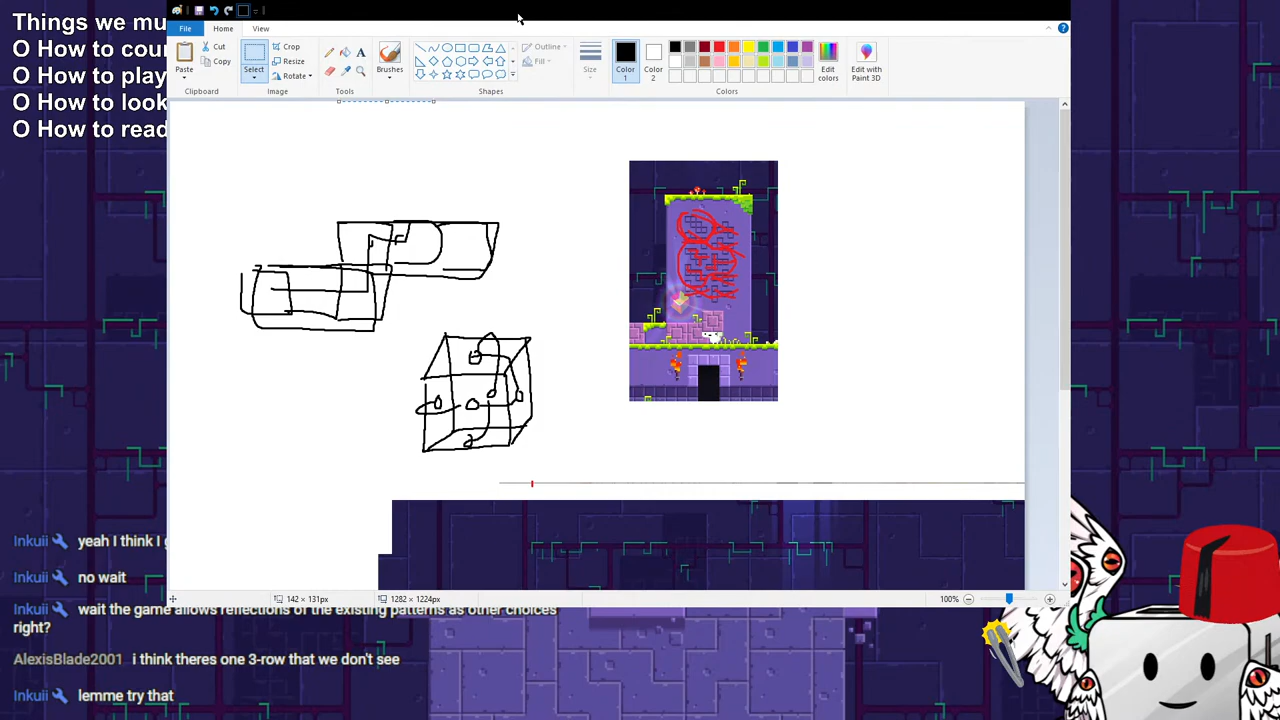 Things we mu
O How to cour
O How to play
O How to look
O How to read
File
Home
View
Paste
Cut
Copy
Clipboard
Select
Crop
Resize
Rotate
Image
Tools
Brushes
Shapes
Outline
Fill
Size
Color
1
Color
2
Colors
Edit
colors
Edit with
Paint 3D
142 × 131px
1282 × 1224px
100%
Inkuii yeah I think I g
Inkuii no wait
Inkuii wait the game allows reflections of the existing patterns as other choices
right?
AlexisBlade2001 i think theres one 3-row that we don't see
Inkuii lemme try that